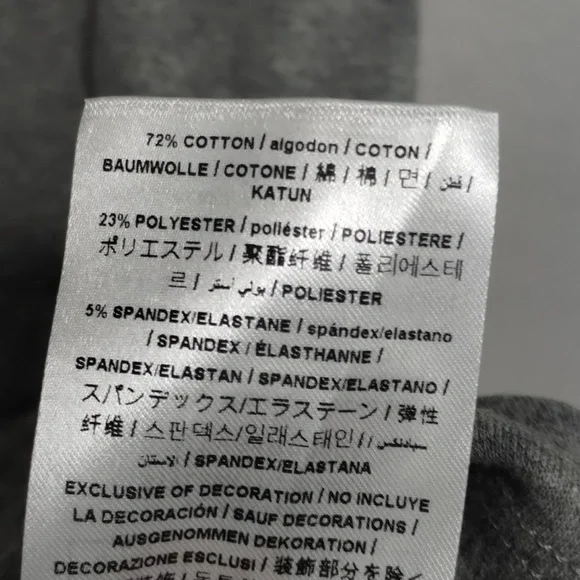 72% COTTON / algodon / COTON /
BAUMWOLLE / COTONE / 綿 / 棉 / 면 / قطن /
KATUN
23% POLYESTER / poliéster / POLIESTERE /
ポリエステル / 聚酯纤维 / 폴리에스테
르 / بولي استر / POLIESTER
5% SPANDEX/ELASTANE / spándex/elastano
/ SPANDEX / ÉLASTHANNE /
SPANDEX/ELASTAN / SPANDEX/ELASTANO /
スパンデックス/エラステーン / 弾性
纤维 / 스판덱스/일래스태인 / / سباندكس
الاستان / SPANDEX/ELASTANA
EXCLUSIVE OF DECORATION / NO INCLUYE
LA DECORACIÓN / SAUF DECORATIONS /
AUSGENOMMEN DEKORATION /
DECORAZIONE ESCLUSI / 装飾部分を除く